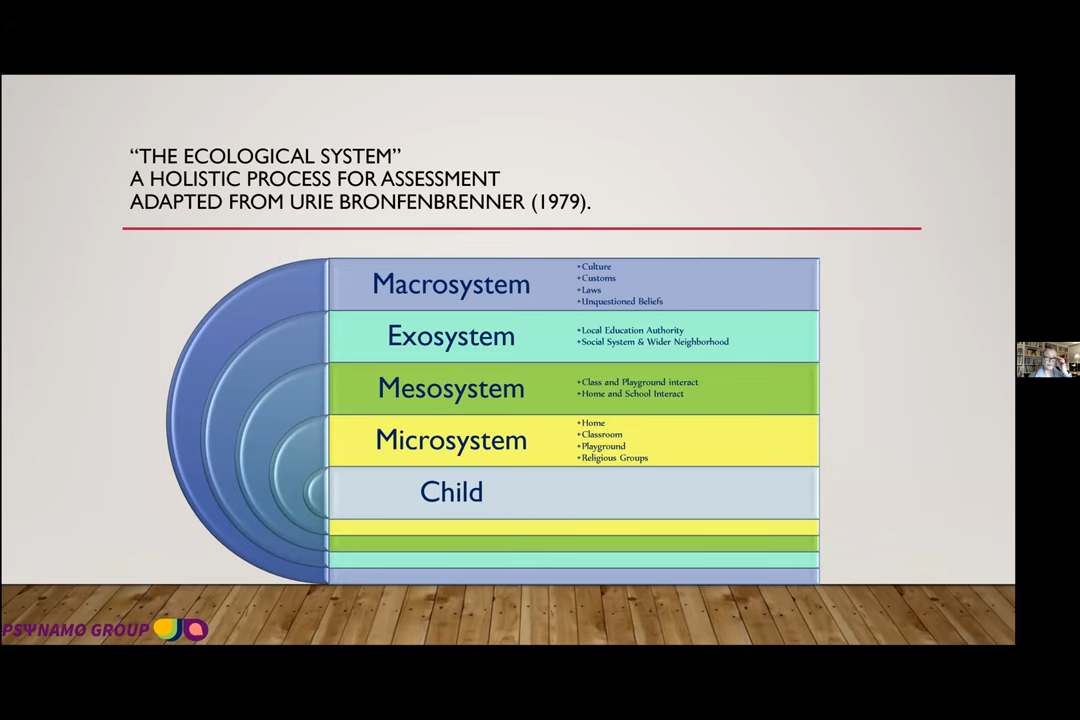 “THE ECOLOGICAL SYSTEM”
A HOLISTIC PROCESS FOR ASSESSMENT
ADAPTED FROM URIE BRONFENBRENNER (1979).
Macrosystem
•Culture
•Customs
•Laws
•Unquestioned Beliefs
Exosystem
•Local Education Authority
•Social System & Wider Neighborhood
Mesosystem
•Class and Playground interact
•Home and School Interact
Microsystem
•Home
•Classroom
•Playground
•Religious Groups
Child
PSΨNAMØ GROUP